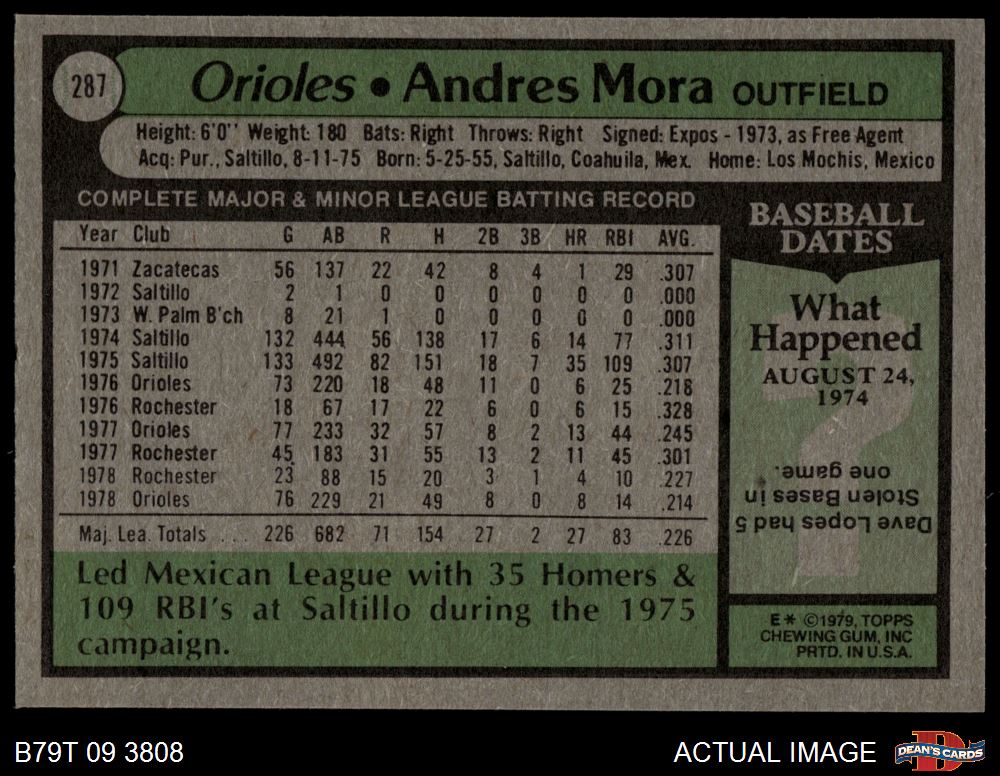 287
Orioles • Andres Mora OUTFIELD
Height: 6'0" Weight: 180 Bats: Right Throws: Right Signed: Expos - 1973, as Free Agent
Acq: Pur., Saltillo, 8-11-75 Born: 5-25-55, Saltillo, Coahuila, Mex. Home: Los Mochis, Mexico
COMPLETE MAJOR & MINOR LEAGUE BATTING RECORD
Year Club G AB R H 2B 3B HR RBI AVG.
1971 Zacatecas 56 137 22 42 8 4 1 29 .307
1972 Saltillo 2 1 0 0 0 0 0 0 .000
1973 W. Palm B'ch 8 21 1 0 0 0 0 0 .000
1974 Saltillo 132 444 56 138 17 6 14 77 .311
1975 Saltillo 133 492 82 151 18 7 35 109 .307
1976 Orioles 73 220 18 48 11 0 6 25 .218
1976 Rochester 18 67 17 22 6 0 6 15 .328
1977 Orioles 77 233 32 57 8 2 13 44 .245
1977 Rochester 45 183 31 55 13 2 11 45 .301
1978 Rochester 23 88 15 20 3 1 4 10 .227
1978 Orioles 76 229 21 49 8 0 8 14 .214
Maj. Lea. Totals ... 226 682 71 154 27 2 27 83 .226
Led Mexican League with 35 Homers &
109 RBI's at Saltillo during the 1975
campaign.
BASEBALL
DATES
What
Happened
AUGUST 24,
1974
Dave Lopes had 5
Stolen Bases in
one game.
E* ©1979, TOPPS
CHEWING GUM, INC
PRTD. IN U.S.A.
B79T 09 3808
ACTUAL IMAGE
DEAN'S CARDS